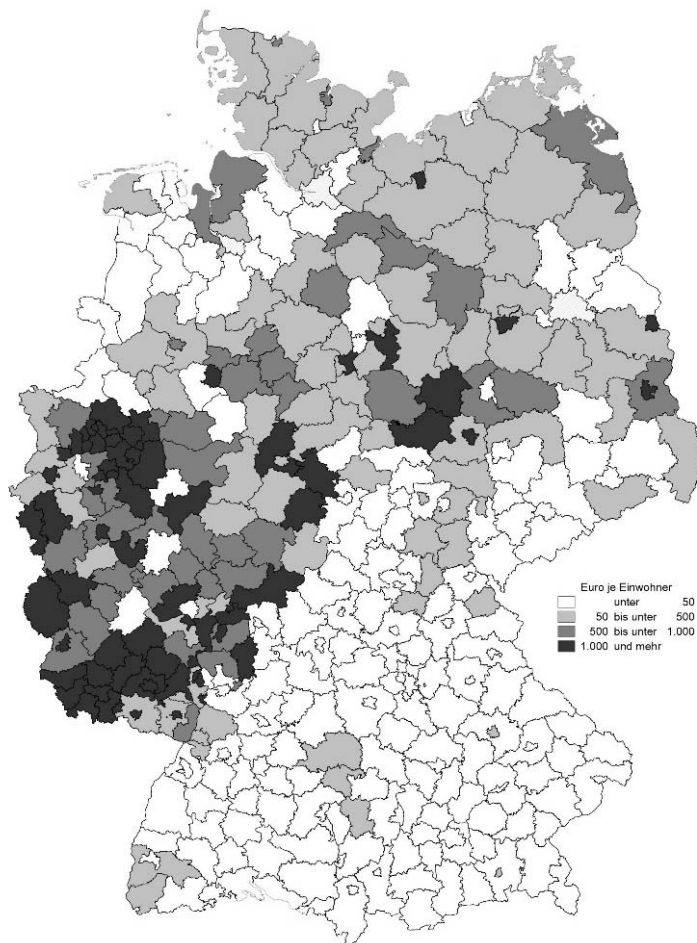 Euro je Einwohner
unter 50
50 bis unter 500
500 bis unter 1.000
1.000 und mehr